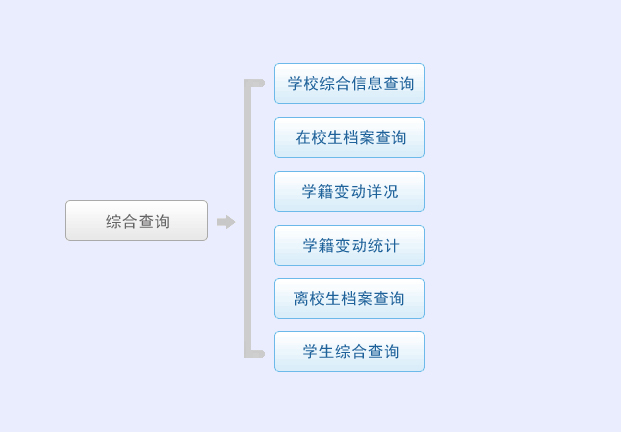 综合查询
学校综合信息查询
在校生档案查询
学籍变动详况
学籍变动统计
离校生档案查询
学生综合查询